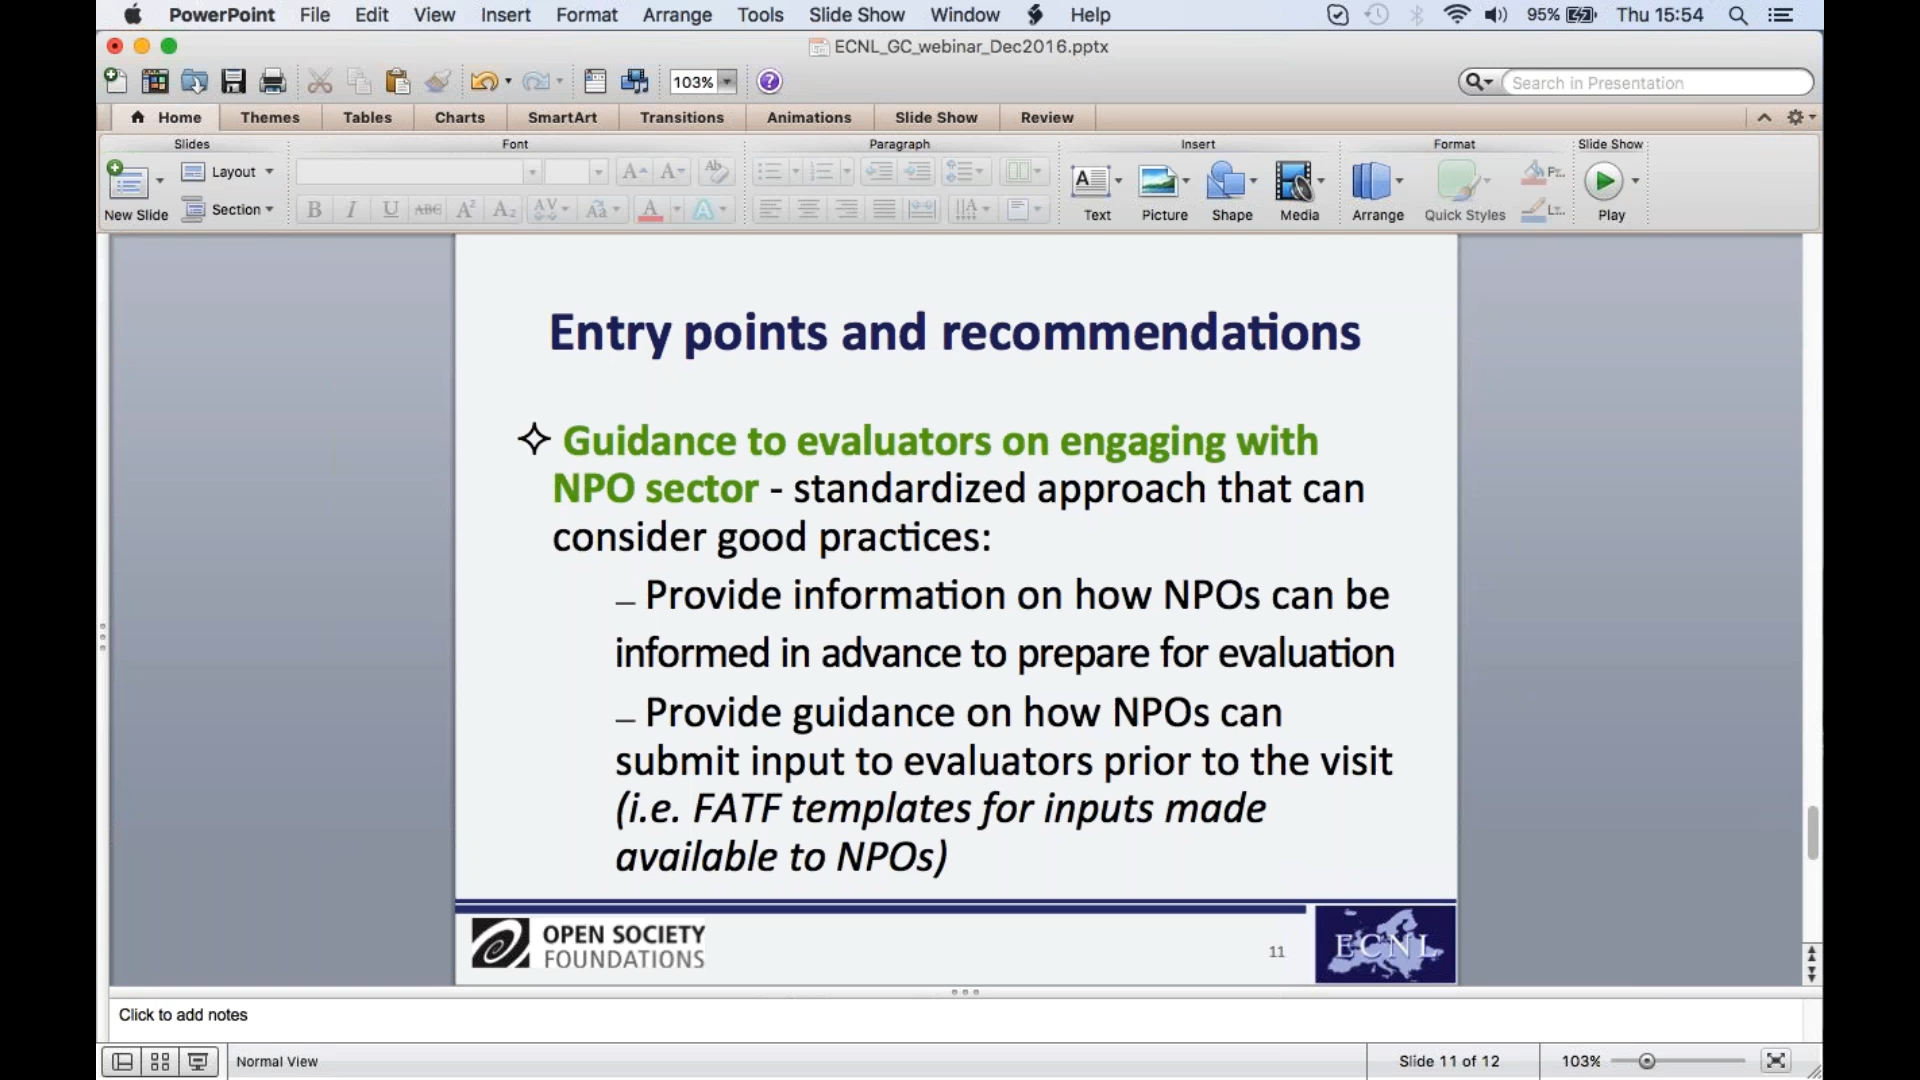 PowerPoint File Edit View Insert Format Arrange Tools Slide Show Window Help 95% Thu 15:54
ECNL_GC_webinar_Dec2016.pptx
103% Search in Presentation
Home Themes Tables Charts SmartArt Transitions Animations Slide Show Review
Slides Font Paragraph Insert Format Slide Show
New Slide Layout Section
Text Picture Shape Media Arrange Quick Styles Play
Entry points and recommendations
Guidance to evaluators on engaging with
NPO sector - standardized approach that can
consider good practices:
– Provide information on how NPOs can be
informed in advance to prepare for evaluation
– Provide guidance on how NPOs can
submit input to evaluators prior to the visit
(i.e. FATF templates for inputs made
available to NPOs)
OPEN SOCIETY
FOUNDATIONS
11
ECNL
Click to add notes
Normal View Slide 11 of 12 103%